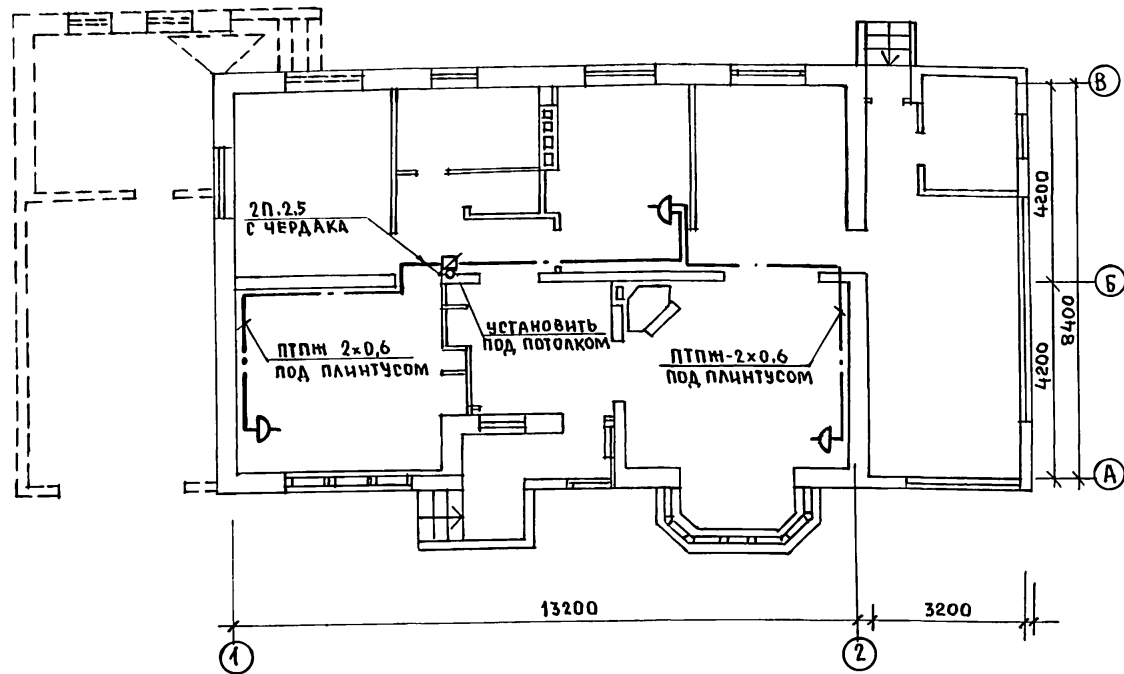 В
2П.2.5
С ЧЕРДАКА
4200
Б
УСТАНОВИТЬ
ПОД ПОТОЛКОМ
8400
ПТПЖ 2×0,6
ПОД ПЛИНТУСОМ
ПТПЖ-2×0,6
ПОД ПЛИНТУСОМ
4200
А
13200
3200
1
2